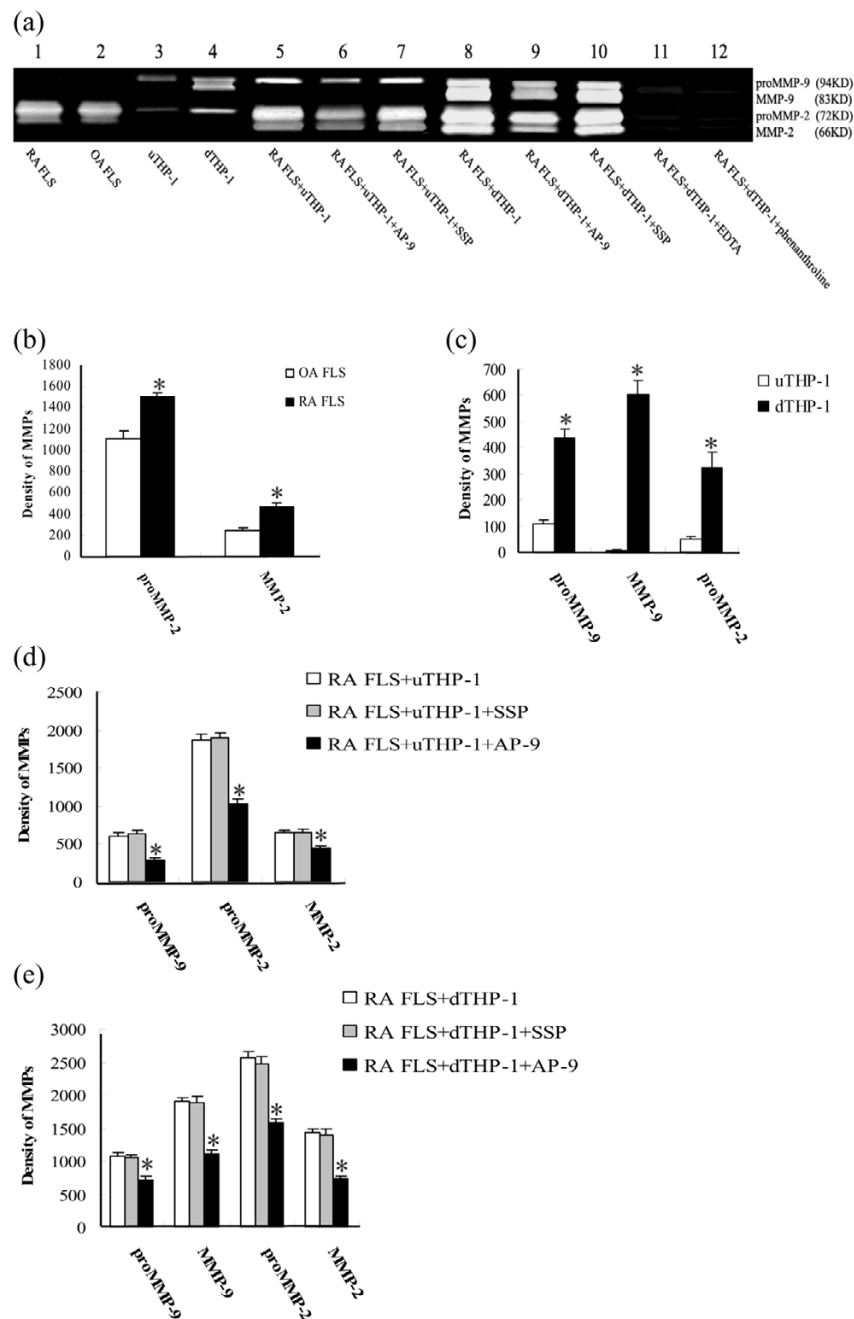 (a)
1 2 3 4 5 6 7 8 9 10 11 12
proMMP-9 (94KD)
MMP-9 (83KD)
proMMP-2 (72KD)
MMP-2 (66KD)
RA FLS
OA FLS
uTHP-1
dTHP-1
RA FLS+uTHP-1
RA FLS+uTHP-1+AP-9
RA FLS+uTHP-1+SSP
RA FLS+dTHP-1
RA FLS+dTHP-1+AP-9
RA FLS+dTHP-1+SSP
RA FLS+dTHP-1+EDTA
RA FLS+dTHP-1+phenanthroline
(b)
Density of MMPs
1800
1600
1400
1200
1000
800
600
400
200
0
*
*
OA FLS
RA FLS
proMMP-2
MMP-2
(c)
Density of MMPs
700
600
500
400
300
200
100
0
*
*
*
uTHP-1
dTHP-1
proMMP-9
MMP-9
proMMP-2
(d)
Density of MMPs
2500
2000
1500
1000
500
0
*
*
*
RA FLS+uTHP-1
RA FLS+uTHP-1+SSP
RA FLS+uTHP-1+AP-9
proMMP-9
proMMP-2
MMP-2
(e)
Density of MMPs
3000
2500
2000
1500
1000
500
0
*
*
*
*
RA FLS+dTHP-1
RA FLS+dTHP-1+SSP
RA FLS+dTHP-1+AP-9
proMMP-9
MMP-9
proMMP-2
MMP-2